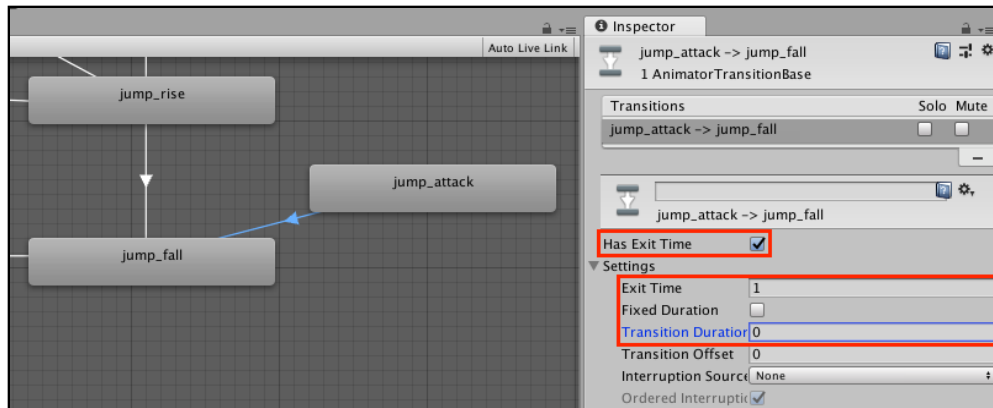 Auto Live Link
jump_rise
jump_attack
jump_fall
Inspector
jump_attack -> jump_fall
1 AnimatorTransitionBase
Transitions Solo Mute
jump_attack -> jump_fall
jump_attack -> jump_fall
Has Exit Time
Settings
Exit Time 1
Fixed Duration
Transition Duration 0
Transition Offset 0
Interruption Source None
Ordered Interruptic